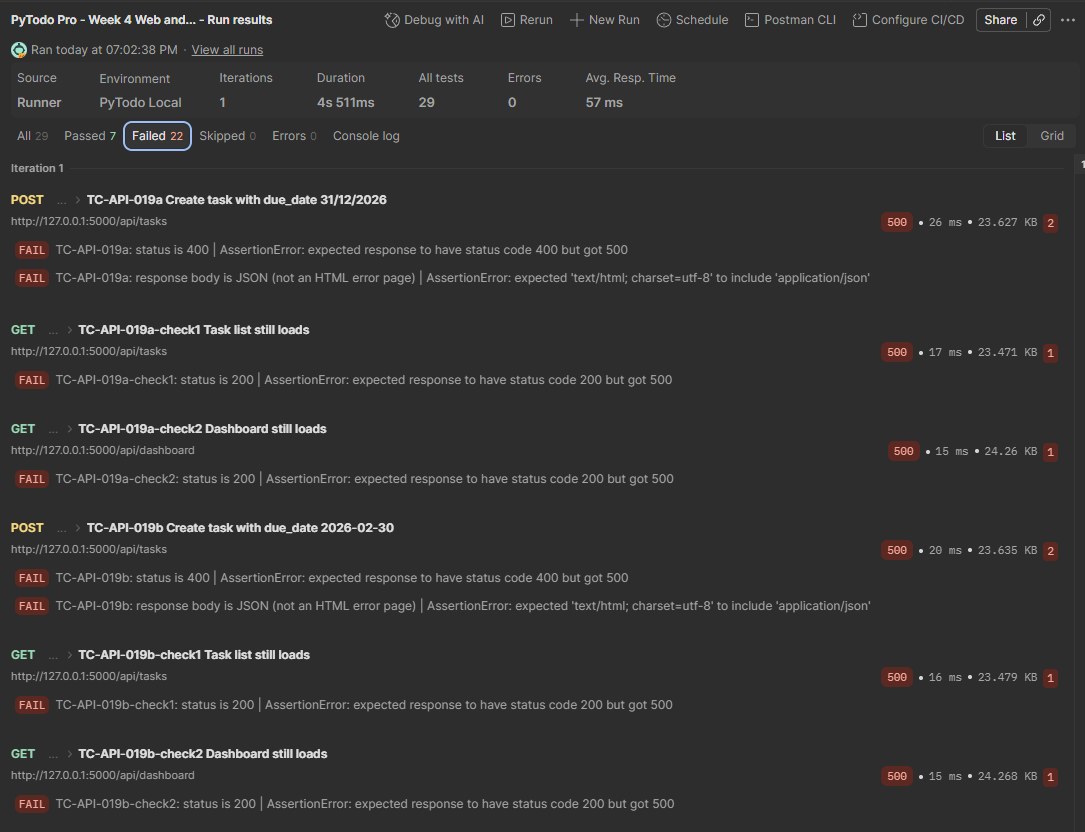 PyTodo Pro - Week 4 Web and... - Run results Debug with AI Rerun New Run Schedule Postman CLI Configure CI/CD Share
Ran today at 07:02:38 PM · View all runs
Source Environment Iterations Duration All tests Errors Avg. Resp. Time
Runner PyTodo Local 1 4s 511ms 29 0 57 ms
All 29 Passed 7 Failed 22 Skipped 0 Errors 0 Console log List Grid
Iteration 1
POST ... > TC-API-019a Create task with due_date 31/12/2026
http://127.0.0.1:5000/api/tasks 500 • 26 ms • 23.627 KB 2
FAIL TC-API-019a: status is 400 | AssertionError: expected response to have status code 400 but got 500
FAIL TC-API-019a: response body is JSON (not an HTML error page) | AssertionError: expected 'text/html; charset=utf-8' to include 'application/json'
GET ... > TC-API-019a-check1 Task list still loads
http://127.0.0.1:5000/api/tasks 500 • 17 ms • 23.471 KB 1
FAIL TC-API-019a-check1: status is 200 | AssertionError: expected response to have status code 200 but got 500
GET ... > TC-API-019a-check2 Dashboard still loads
http://127.0.0.1:5000/api/dashboard 500 • 15 ms • 24.26 KB 1
FAIL TC-API-019a-check2: status is 200 | AssertionError: expected response to have status code 200 but got 500
POST ... > TC-API-019b Create task with due_date 2026-02-30
http://127.0.0.1:5000/api/tasks 500 • 20 ms • 23.635 KB 2
FAIL TC-API-019b: status is 400 | AssertionError: expected response to have status code 400 but got 500
FAIL TC-API-019b: response body is JSON (not an HTML error page) | AssertionError: expected 'text/html; charset=utf-8' to include 'application/json'
GET ... > TC-API-019b-check1 Task list still loads
http://127.0.0.1:5000/api/tasks 500 • 16 ms • 23.479 KB 1
FAIL TC-API-019b-check1: status is 200 | AssertionError: expected response to have status code 200 but got 500
GET ... > TC-API-019b-check2 Dashboard still loads
http://127.0.0.1:5000/api/dashboard 500 • 15 ms • 24.268 KB 1
FAIL TC-API-019b-check2: status is 200 | AssertionError: expected response to have status code 200 but got 500